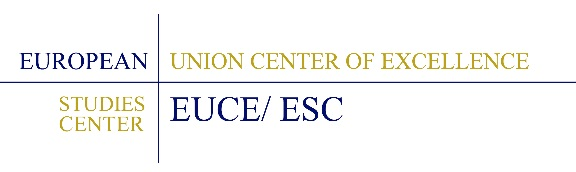 EUROPEAN UNION CENTER OF EXCELLENCE
STUDIES
CENTER
EUCE/ ESC